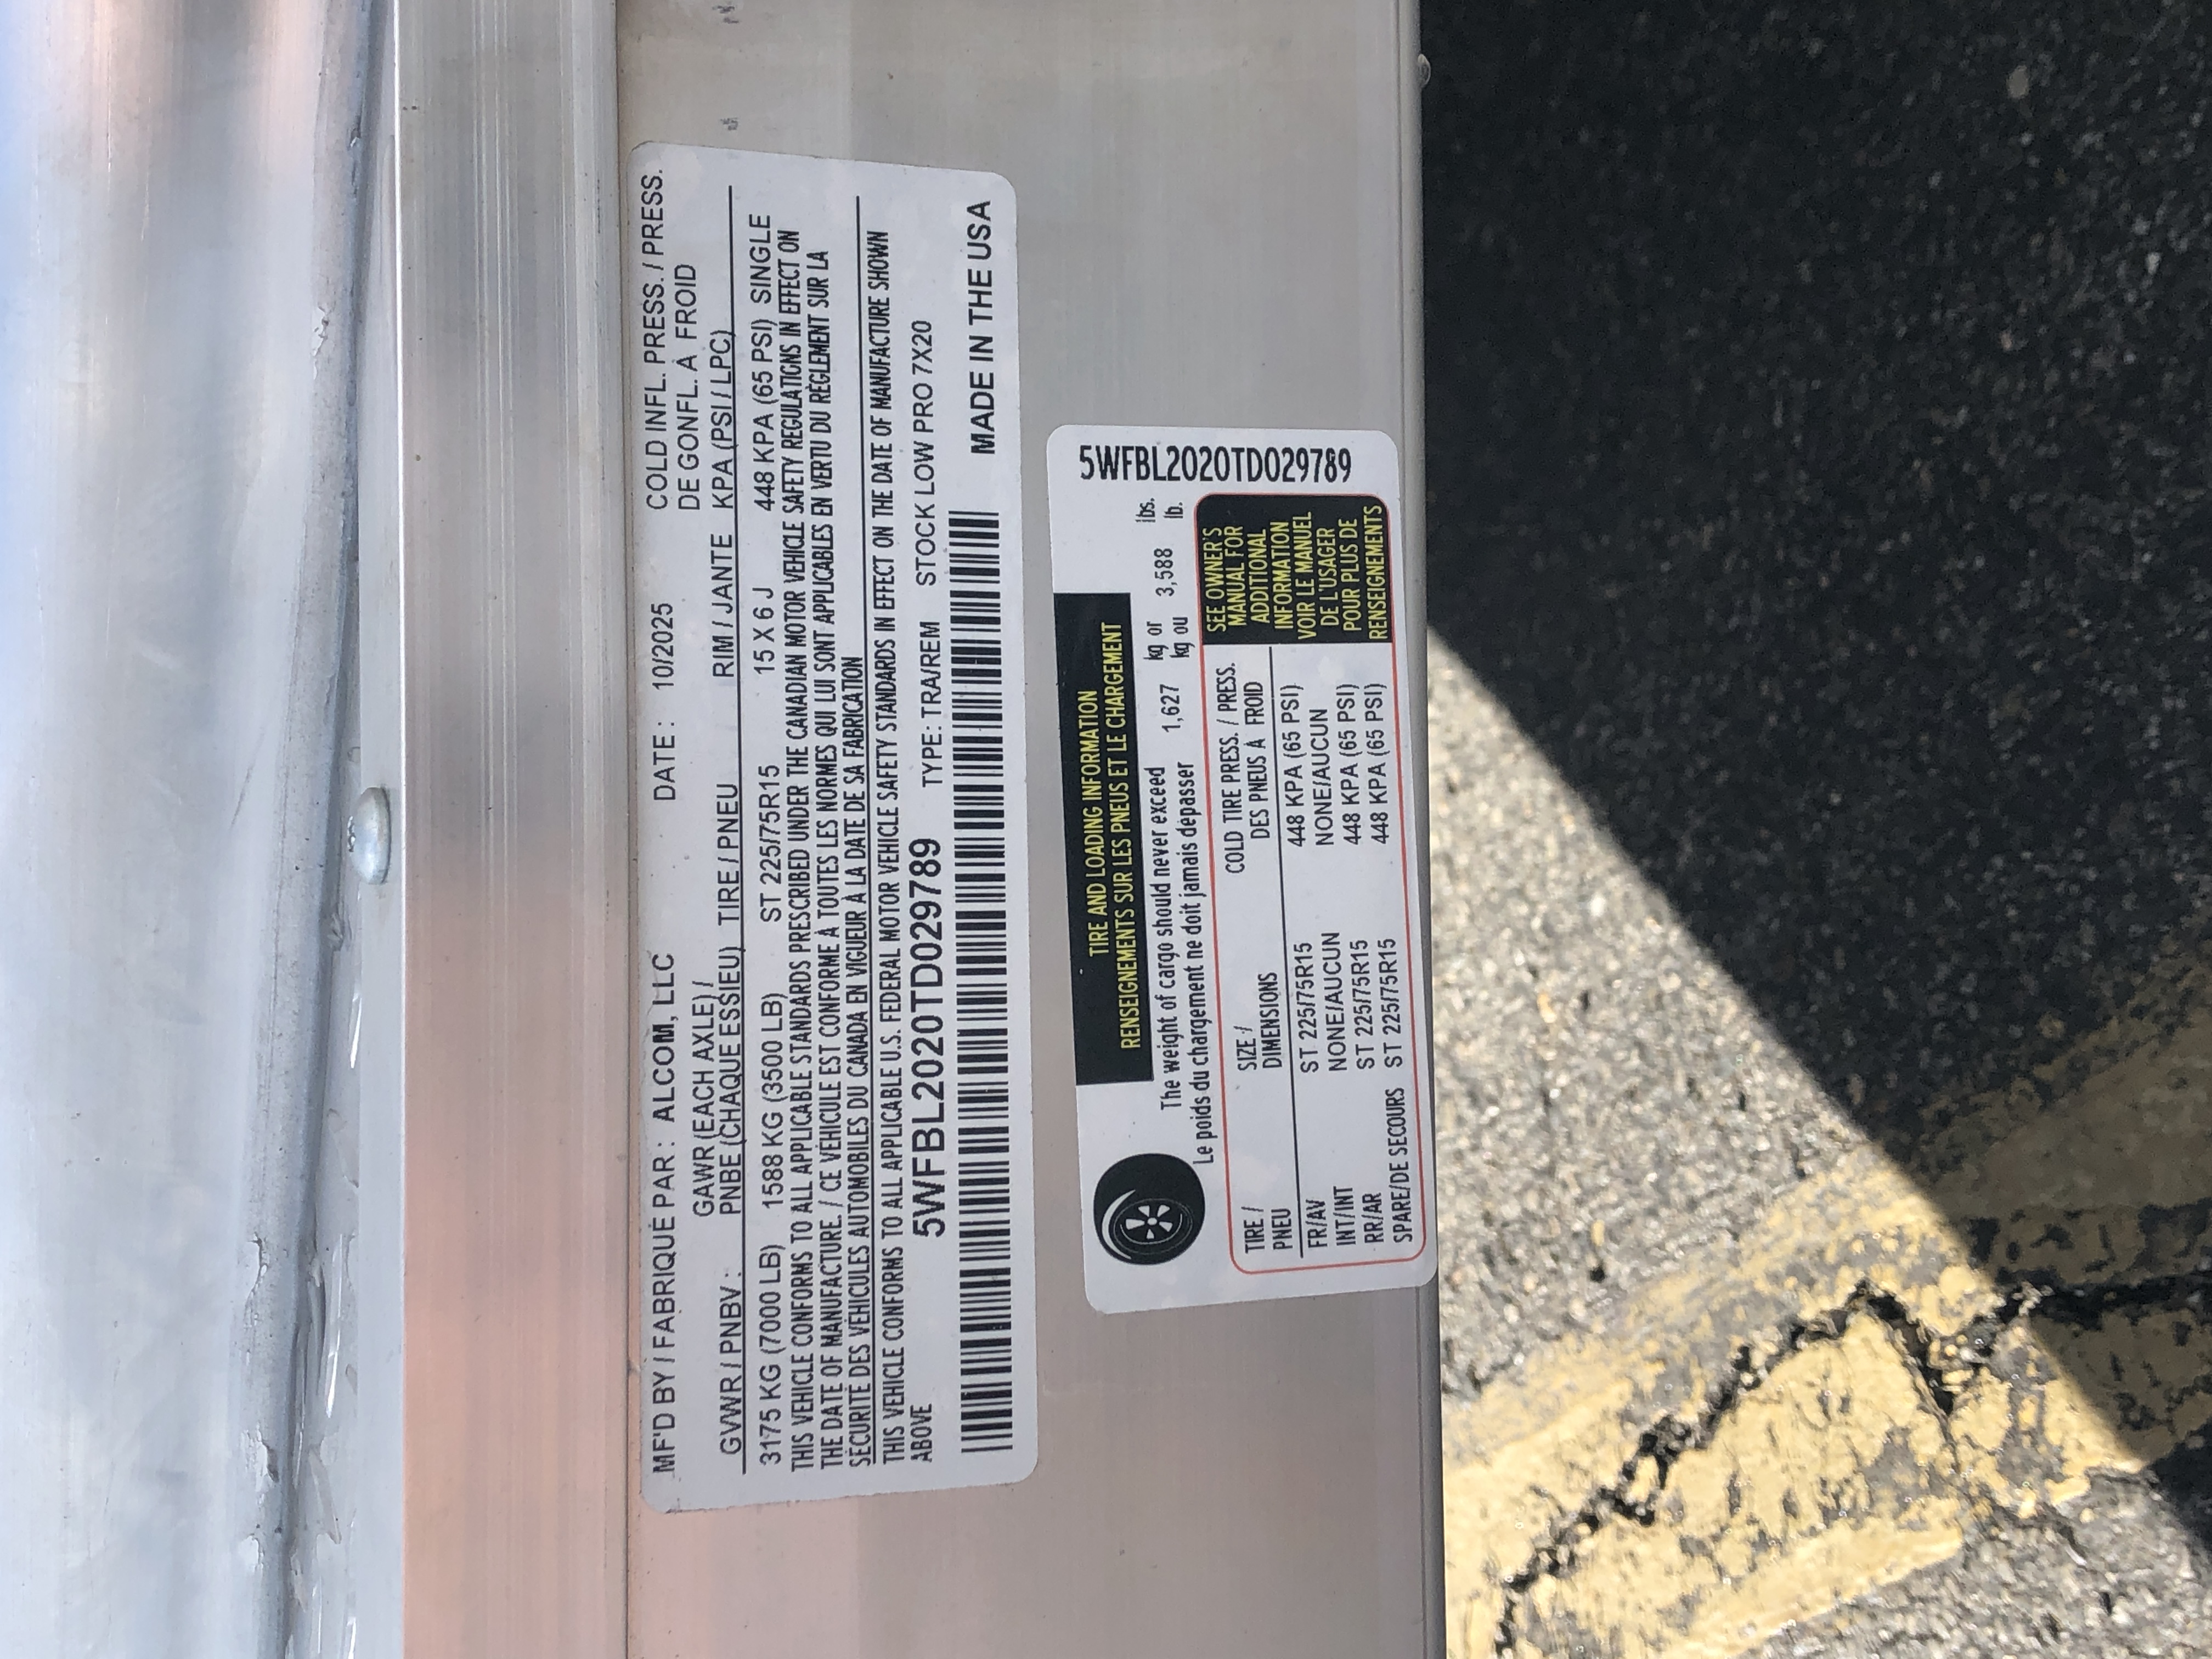 MF'D BY / FABRIQUÉ PAR : ALCOM, LLC DATE : 10/2025 COLD INFL. PRESS. / PRESS.
GAWR (EACH AXLE) / DE GONFL. À FROID
GVWR / PNBV : PNBE (CHAQUE ESSIEU) TIRE / PNEU RIM / JANTE KPA (PSI / LPC)
3175 KG (7000 LB) 1588 KG (3500 LB) ST 225/75R15 15 X 6 J 448 KPA (65 PSI) SINGLE
THIS VEHICLE CONFORMS TO ALL APPLICABLE STANDARDS PRESCRIBED UNDER THE CANADIAN MOTOR VEHICLE SAFETY REGULATIONS IN EFFECT ON
THE DATE OF MANUFACTURE. / CE VÉHICULE EST CONFORME À TOUTES LES NORMES QUI LUI SONT APPLICABLES EN VERTU DU RÈGLEMENT SUR LA
SÉCURITÉ DES VÉHICULES AUTOMOBILES DU CANADA EN VIGUEUR À LA DATE DE SA FABRICATION
THIS VEHICLE CONFORMS TO ALL APPLICABLE U.S. FEDERAL MOTOR VEHICLE SAFETY STANDARDS IN EFFECT ON THE DATE OF MANUFACTURE SHOWN
ABOVE 5WFBL2020TD029789 TYPE: TRA/REM STOCK LOW PRO 7X20
MADE IN THE USA
TIRE AND LOADING INFORMATION
RENSEIGNEMENTS SUR LES PNEUS ET LE CHARGEMENT
The weight of cargo should never exceed 1,627 kg or 3,588 lbs.
Le poids du chargement ne doit jamais dépasser kg ou lb.
TIRE / SIZE / COLD TIRE PRESS. / PRESS.
PNEU DIMENSIONS DES PNEUS À FROID
FR/AV ST 225/75R15 448 KPA (65 PSI)
INT/INT NONE/AUCUN NONE/AUCUN
RR/AR ST 225/75R15 448 KPA (65 PSI)
SPARE/DE SECOURS ST 225/75R15 448 KPA (65 PSI)
SEE OWNER'S
MANUAL FOR
ADDITIONAL
INFORMATION
VOIR LE MANUEL
DE L'USAGER
POUR PLUS DE
RENSEIGNEMENTS
5WFBL2020TD029789